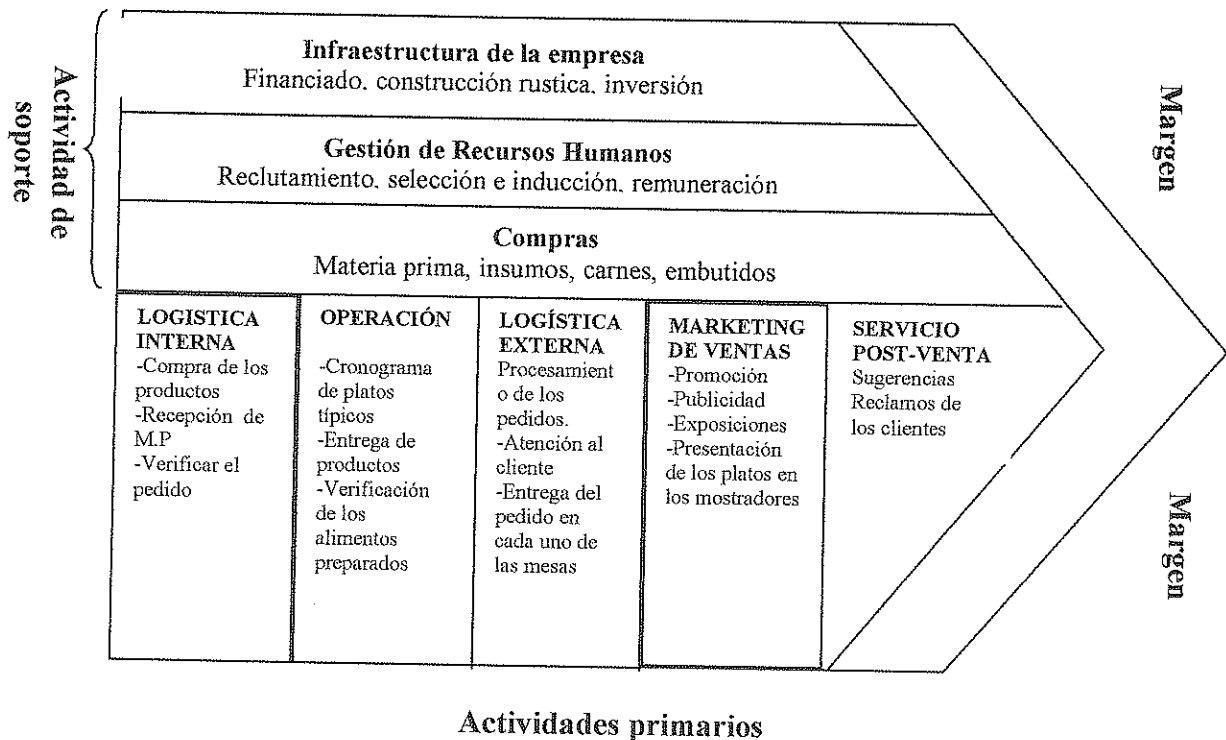 Actividad de
soporte
Infraestructura de la empresa
Financiado. construcción rustica. inversión
Gestión de Recursos Humanos
Reclutamiento. selección e inducción. remuneración
Compras
Materia prima, insumos, carnes, embutidos
Margen
LOGISTICA
INTERNA
-Compra de los
productos
-Recepción de
M.P
-Verificar el
pedido
OPERACIÓN
-Cronograma
de platos
típicos
-Entrega de
productos
-Verificación
de los
alimentos
preparados
LOGÍSTICA
EXTERNA
Procesamient
o de los
pedidos.
-Atención al
cliente
-Entrega del
pedido en
cada uno de
las mesas
MARKETING
DE VENTAS
-Promoción
-Publicidad
-Exposiciones
-Presentación
de los platos en
los mostradores
SERVICIO
POST-VENTA
Sugerencias
Reclamos de
los clientes
Margen
Actividades primarios